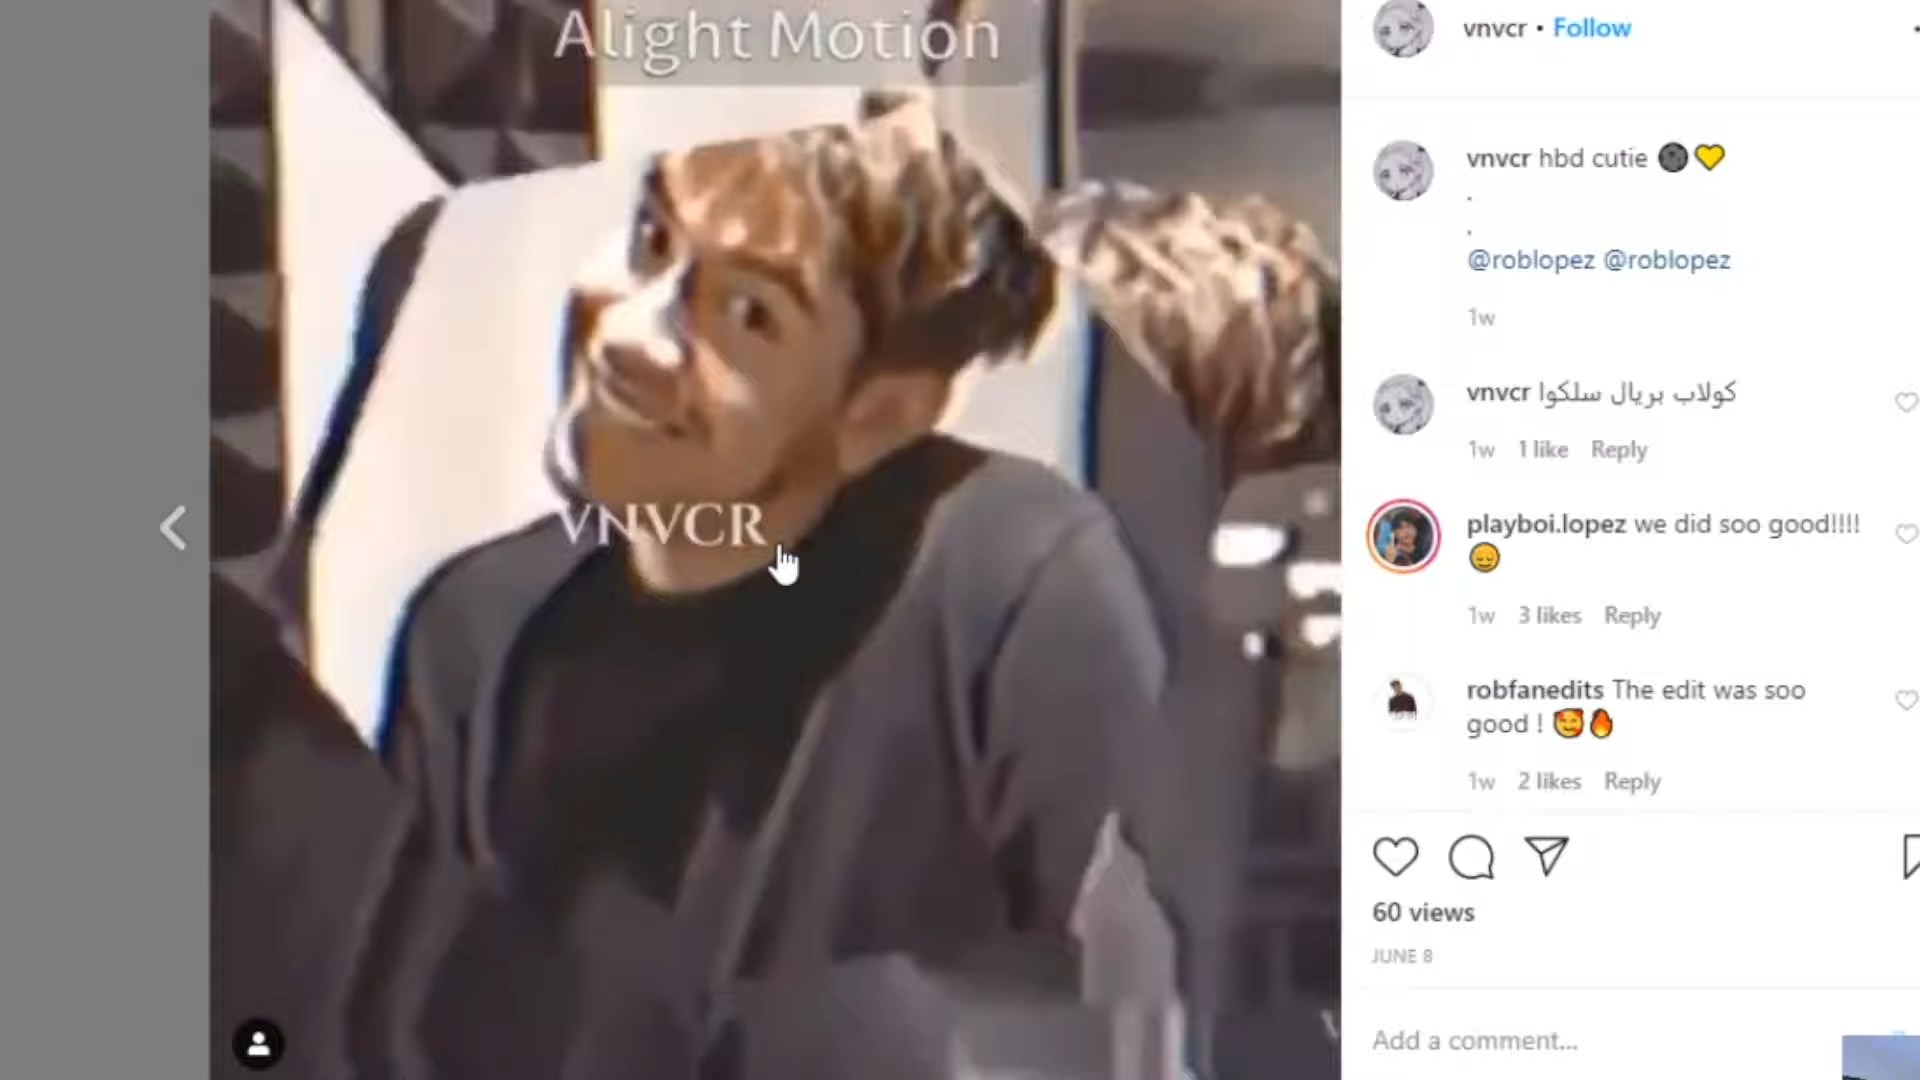 Alight Motion
VNVCR
vnvcr • Follow
vnvcr hbd cutie 🌑💛
.
.
@roblopez @roblopez
1w
vnvcr كولاب بريال سلكوا
1w 1 like Reply
playboi.lopez we did soo good!!!!
😔
1w 3 likes Reply
robfanedits The edit was soo
good ! 🥰🔥
1w 2 likes Reply
60 views
JUNE 8
Add a comment...